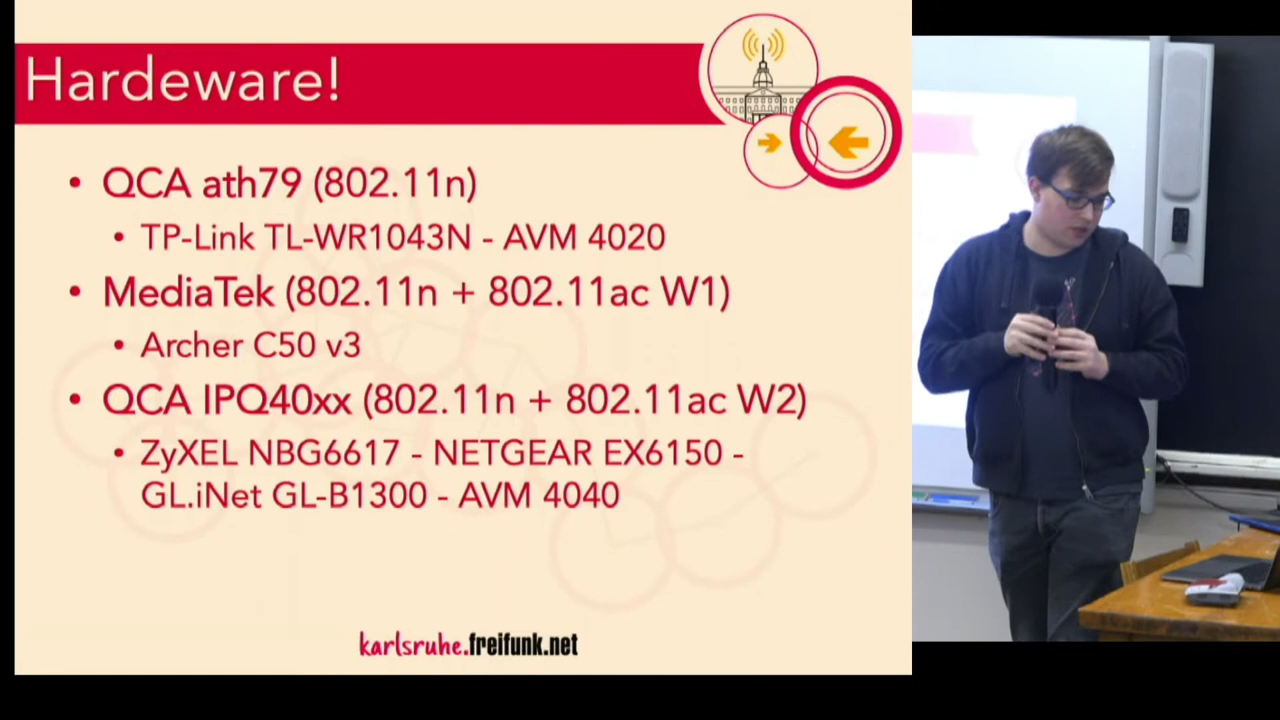 Hardeware!
• QCA ath79 (802.11n)
• TP-Link TL-WR1043N - AVM 4020
• MediaTek (802.11n + 802.11ac W1)
• Archer C50 v3
• QCA IPQ40xx (802.11n + 802.11ac W2)
• ZyXEL NBG6617 - NETGEAR EX6150 -
GL.iNet GL-B1300 - AVM 4040
karlsruhe.freifunk.net